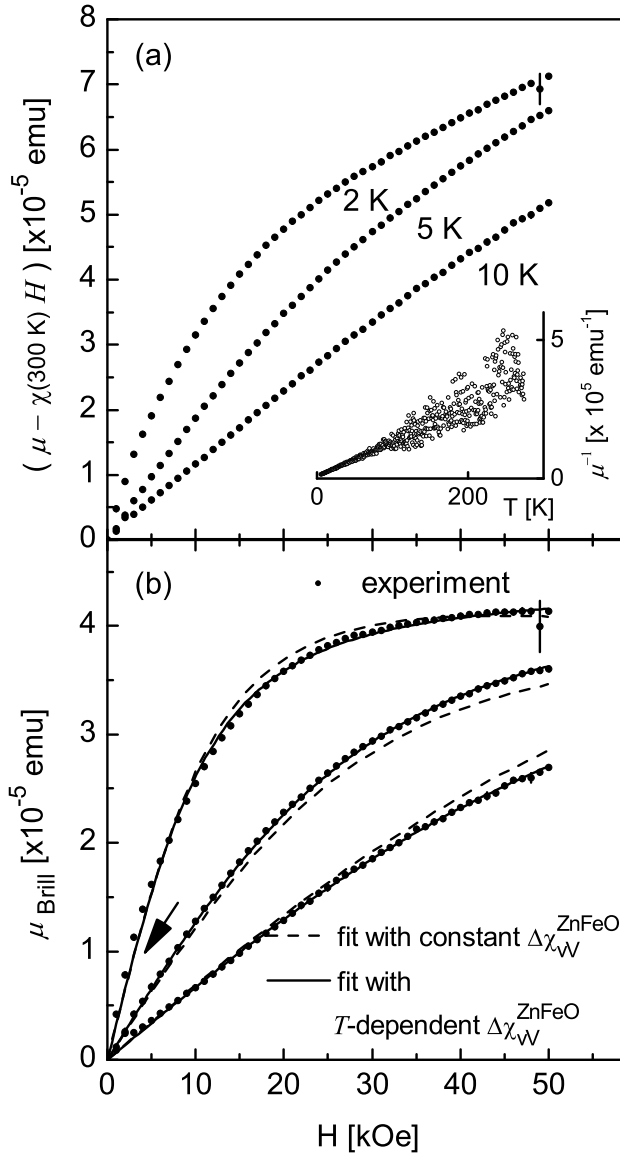 8
(a)
7
6
5
4
3
2
1
0
( μ – χ(300 K) H ) [x10⁻⁵ emu]
2 K
5 K
10 K
5
0
μ⁻¹ [x 10⁵ emu⁻¹]
0
200
T [K]
(b)
experiment
4
3
2
1
0
μ Brill [x10⁻⁵ emu]
fit with constant Δχ_VV^ZnFeO
fit with
T-dependent Δχ_VV^ZnFeO
0 10 20 30 40 50
H [kOe]